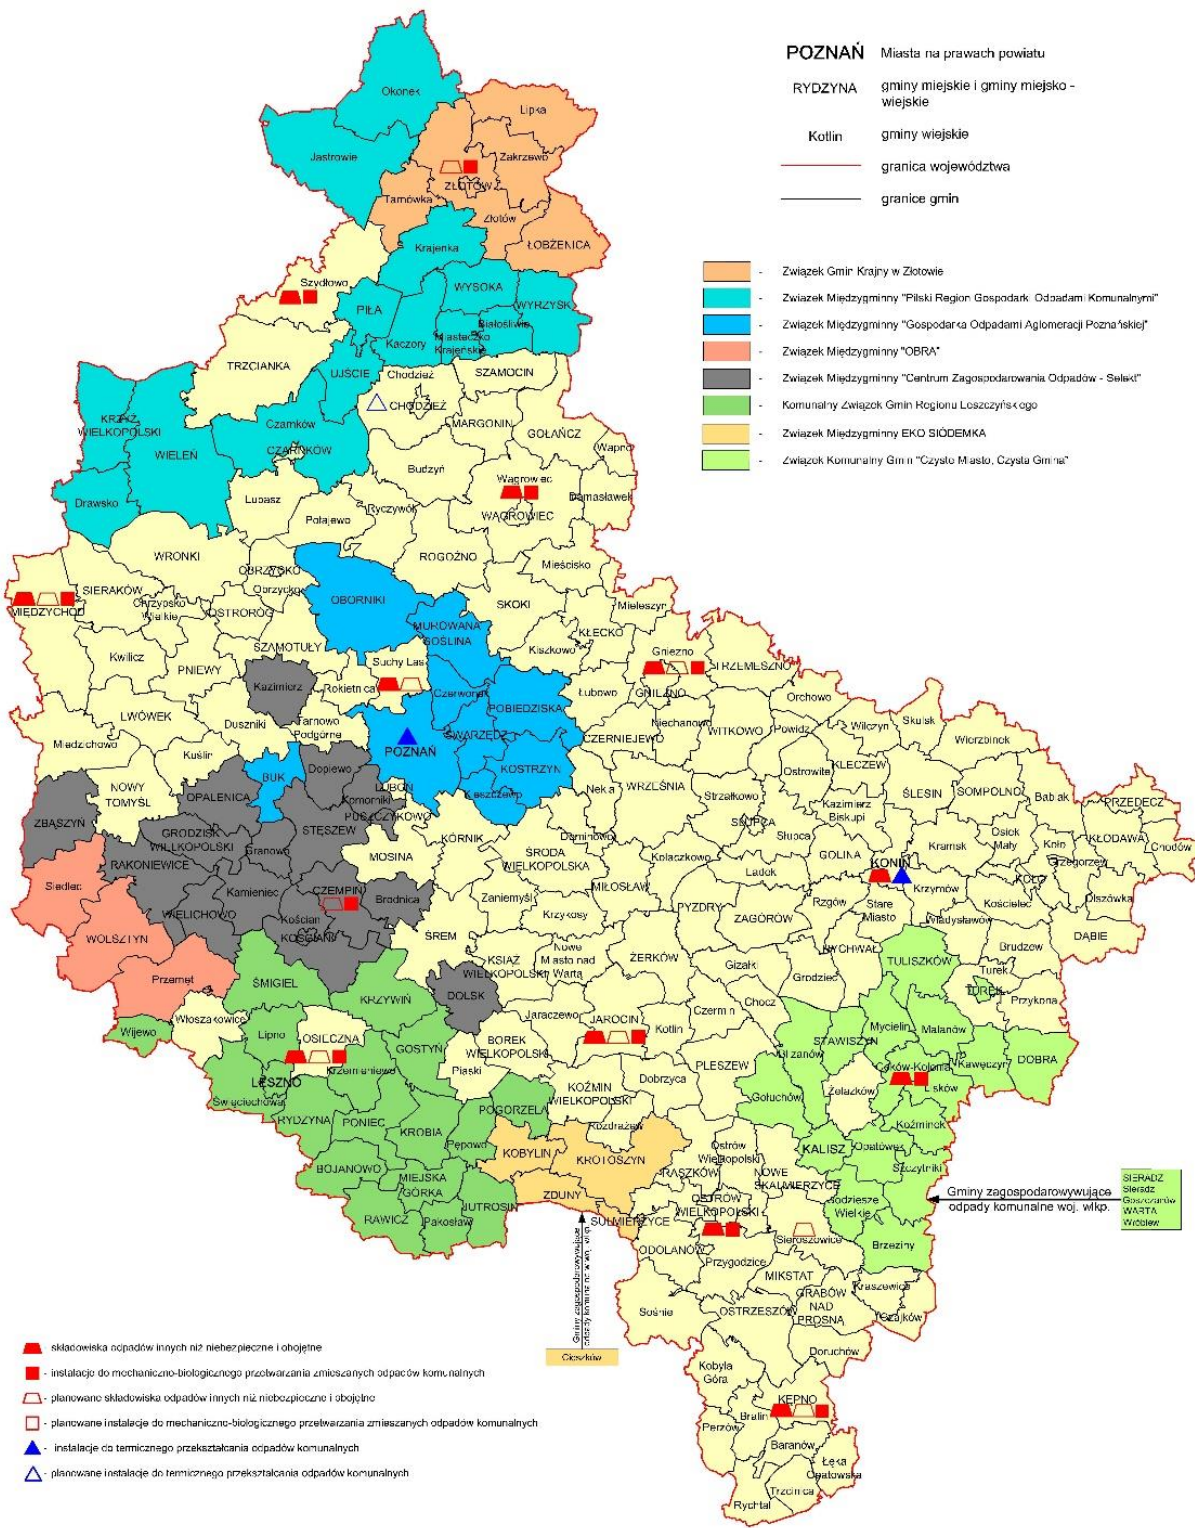 POZNAŃ Miasta na prawach powiatu
RYDZYNA gminy miejskie i gminy miejsko -
wiejskie
Kotlin gminy wiejskie
granica województwa
granice gmin
- Związek Gmin Krajny w Złotowie
- Związek Międzygminny "Pilski Region Gospodark. Odpadami Komunalnymi"
- Związek Międzygminny "Gospodarka Odpadami Aglomeracji Poznańskiej"
- Związek Międzygminny "OBRA"
- Związek Międzygminny "Centrum Zagospodarowania Odpadów - Selekt"
- Komunalny Związek Gmin Regionu Leszczyńskiego
- Związek Międzygminny EKO SIÓDEMKA
- Związek Komunalny Gmin "Czyste Miasto, Czysta Gmina"
Okonek
Lipka
Jastrowie
Zakrzewo
ZŁOTÓW
Tarnówka
Złotów
Krajenka
ŁOBŻENICA
Szydłowo
WYSOKA
WYRZYSK
PIŁA
Białośliwie
Miasteczko
Krajeńskie
Kaczory
TRZCIANKA
UJŚCIE
Chodzież
SZAMOCIN
CHODZIEŻ
MARGONIN
GOŁAŃCZ
KRZYŻ
WIELKOPOLSKI
Czarnków
CZARNKÓW
WIELEŃ
Wapno
Budzyń
Wągrowiec
Damasławek
Drawsko
Lubasz
Połajewo
Ryczywół
WĄGROWIEC
WRONKI
ROGOŹNO
OBRZYCKO
Obrzycko
Mieścisko
SIERAKÓW
MIĘDZYCHÓD
Chrzypsko
Wielkie
OSTRORÓG
OBORNIKI
SKOKI
Mieleszyn
MUROWANA
GOŚLINA
KŁECKO
SZAMOTUŁY
Kwilicz
PNIEWY
Suchy Las
Kiszkowo
Gniezno
TRZEMESZNO
Kazimierz
Rokietnica
Czerwonak
Łubowo
GNIEZNO
Orchowo
POBIEDZISKA
LWÓWEK
Duszniki
Tarnowo
Podgórne
Niechanowo
WITKOWO
Powidz
Wilczyn
Skulsk
Wierzbinek
Miedzichowo
Kuślin
POZNAŃ
SWARZĘDZ
CZERNIEJEWO
KOSTRZYN
BUK
Dopiewo
NOWY
TOMYŚL
OPALENICA
LUBOŃ
Komorniki
PUSZCZYKOWO
Kleszczewo
Nekla
WRZEŚNIA
Strzałkowo
Ostrowite
KLECZEW
ŚLESIN
SOMPOLNO
Babiak
PRZEDECZ
Kazimierz
Biskupi
ZBĄSZYŃ
GRODZISK
WIELKOPOLSKI
STĘSZEW
KÓRNIK
Dominowo
SŁUPCA
Słupca
Kramsk
Osiek
Mały
KŁODAWA
Chodów
Koło
Grzegorzew
RAKONIEWICE
Granowo
MOSINA
ŚRODA
WIELKOPOLSKA
Kołaczkowo
GOLINA
KONIN
Siedlec
Kamieniec
CZEMPIŃ
Brodnica
Zaniemyśl
MIŁOSŁAW
Lądek
Krzymów
KOŁO
Kościelec
Olszówka
WIELICHOWO
Kościan
KOŚCIAN
Krzykosy
PYZDRY
ZAGÓRÓW
Rzgów
Stare
Miasto
Władysławów
DĄBIE
WOLSZTYN
ŚREM
RYCHWAŁ
Brudzew
Przemęt
ŚMIGIEL
KSIĄŻ
WIELKOPOLSKI
Nowe
Miasto nad
Wartą
ŻERKÓW
Gizałki
Grodziec
TULISZKÓW
Turek
TUREK
Przykona
DOLSK
KRZYWIŃ
Włoszakowice
Wijewo
Lipno
OSIECZNA
Jaraczewo
JAROCIN
Kotlin
Czermin
Chocz
Mycielin
Malanów
STAWISZYN
Blizanów
GOSTYŃ
BOREK
WIELKOPOLSKI
Piaski
PLESZEW
DOBRA
Kawęczyn
Ceków-Kolonia
Lisków
Krzemieniewo
LESZNO
Święciechowa
KOŹMIN
WIELKOPOLSKI
Dobrzyca
Gołuchów
Żelazków
Koźminek
RYDZYNA
PONIEC
POGORZELA
Rozdrażew
KROBIA
Pępowo
KOBYLIN
KROTOSZYN
Ostrów
Wielkopolski
KALISZ
Opatówek
Szczytniki
BOJANOWO
MIEJSKA
GÓRKA
RASZKÓW
NOWE
SKALMIERZYCE
ZDUNY
JUTROSIN
OSTRÓW
WIELKOPOLSKI
Godziesze
Wielkie
RAWICZ
Pakosław
SULMIERZYCE
Sieroszewice
Brzeziny
ODOLANÓW
Przygodzice
MIKSTAT
Kraszewice
Sośnie
OSTRZESZÓW
GRABÓW
NAD
PROSNĄ
Czajków
Doruchów
Kobyla
Góra
KĘPNO
Bralin
Perzów
Baranów
Łęka
Opatowska
Trzcinica
Rychtal
Gminy zagospodarowywujące
odpady komunalne woj. wlkp.
SIERADZ
Sieradz
Goszczanów
WARTA
Wróblew
Gminy zagospodarowywujące
odpady komunalne woj. wlkp.
Cieszków
składowiska odpadów innych niż niebezpieczne i obojętne
- instalacje do mechaniczno-biologicznego przetwarzania zmieszanych odpadów komunalnych
- planowane składowiska odpadów innych niż niebezpieczne i obojętne
- planowane instalacje do mechaniczno-biologicznego przetwarzania zmieszanych odpadów komunalnych
- instalacje do termicznego przekształcania odpadów komunalnych
- planowane instalacje do termicznego przekształcania odpadów komunalnych